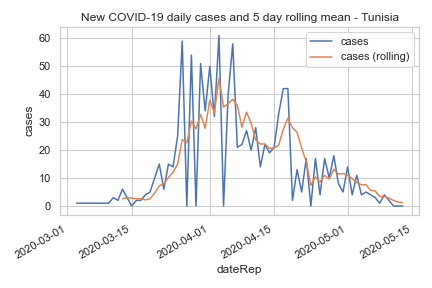 New COVID-19 daily cases and 5 day rolling mean - Tunisia
cases
cases (rolling)
60
50
40
30
20
10
0
cases
2020-03-01
2020-03-15
2020-04-01
2020-04-15
2020-05-01
2020-05-15
dateRep